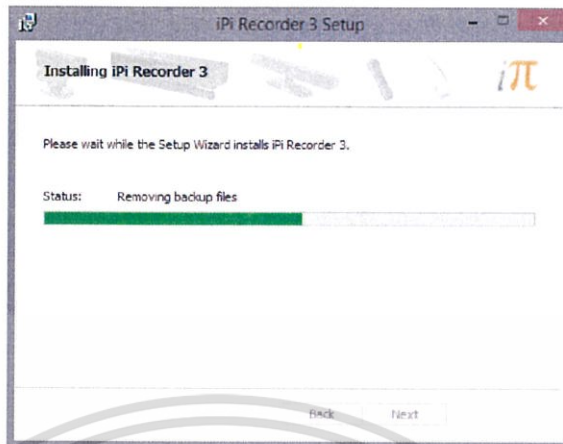 iPi Recorder 3 Setup
Installing iPi Recorder 3
iπ
Please wait while the Setup Wizard installs iPi Recorder 3.
Status: Removing backup files
Back Next